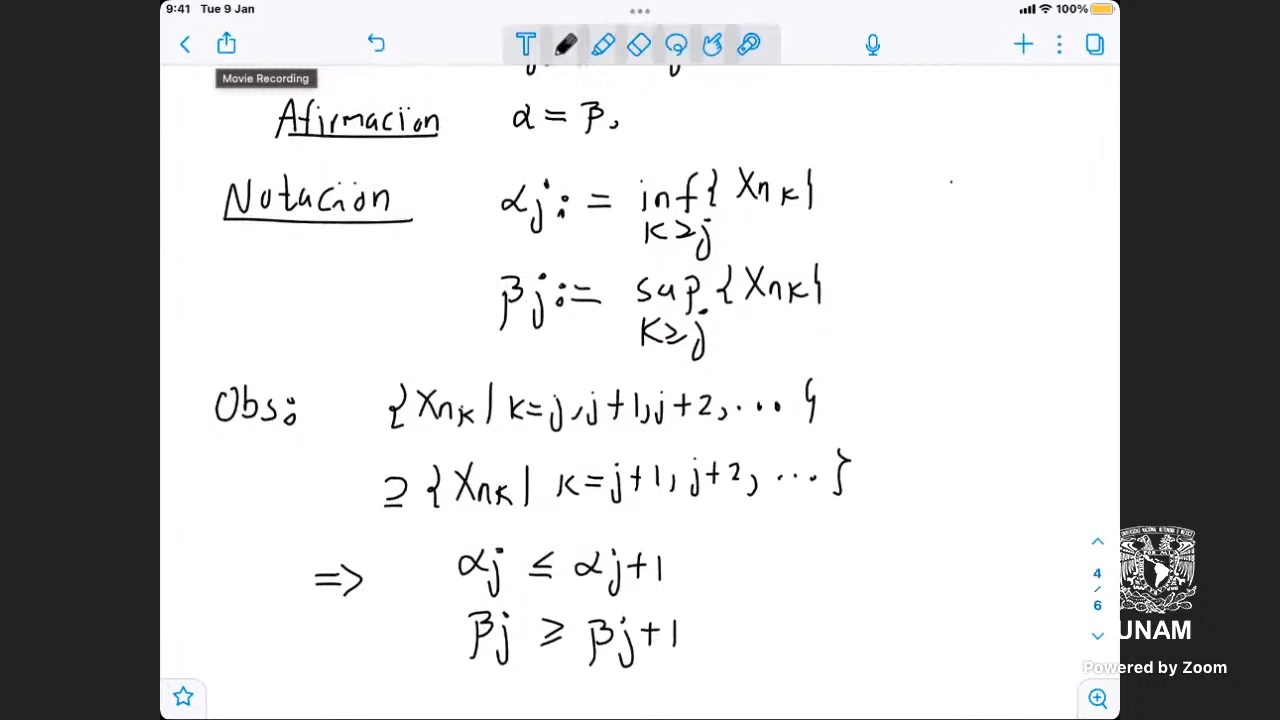 9:41 Tue 9 Jan
100%
Movie Recording
Afirmación α = β,
Notación αj := inf{ Xnk}
k≥j
βj := sup { Xnk}
k≥j
Obs: { Xnk | k=j, j+1, j+2, ... }
⊇ { Xnk | k=j+1, j+2, ... }
=> αj ≤ αj+1
βj ≥ βj+1
4
/
6
UNAM
Powered by Zoom